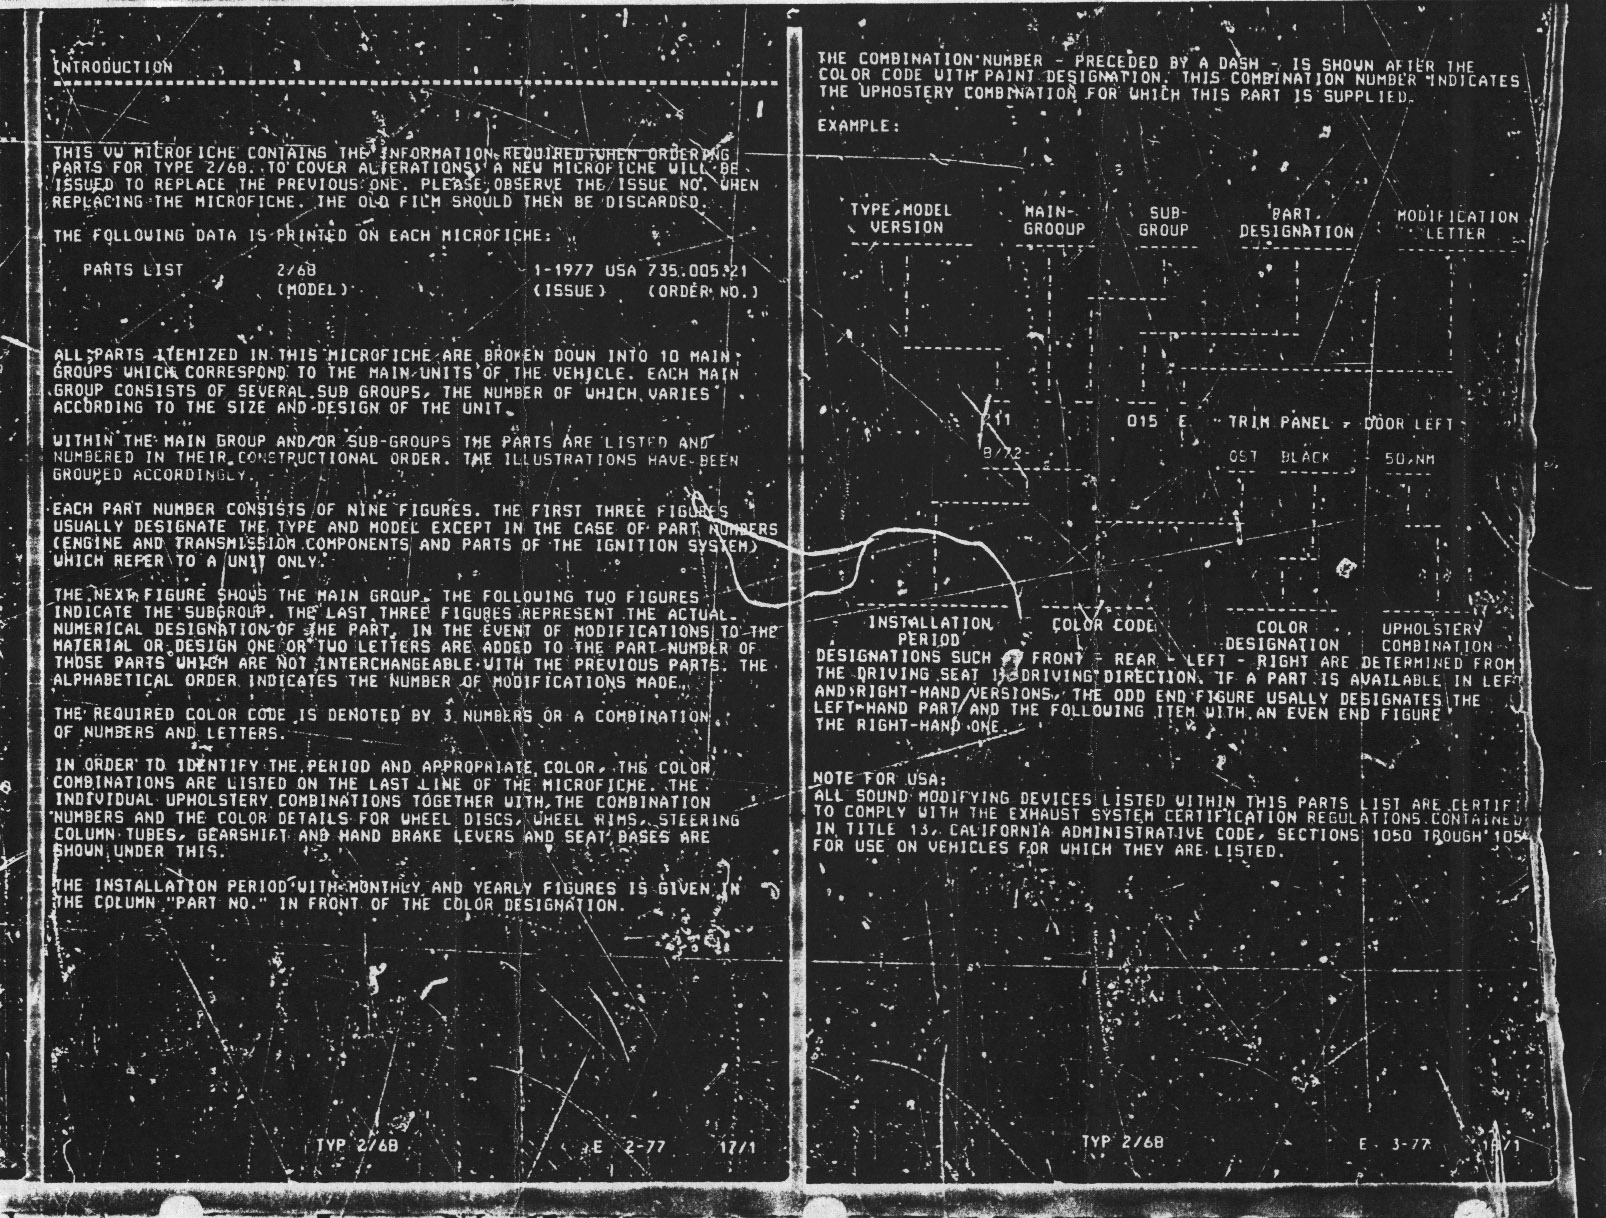 INTRODUCTION
THIS VW MICROFICHE CONTAINS THE INFORMATION REQUIRED WHEN ORDERING
PARTS FOR TYPE 2/68. TO COVER ALTERATIONS, A NEW MICROFICHE WILL BE
ISSUED TO REPLACE THE PREVIOUS ONE. PLEASE OBSERVE THE ISSUE NO. WHEN
REPLACING THE MICROFICHE. THE OLD FILM SHOULD THEN BE DISCARDED.
THE FOLLOWING DATA IS PRINTED ON EACH MICROFICHE:
PARTS LIST 2/68 1-1977 USA 735.005.21
(MODEL) (ISSUE) (ORDER NO.)
ALL PARTS ITEMIZED IN THIS MICROFICHE ARE BROKEN DOWN INTO 10 MAIN
GROUPS WHICH CORRESPOND TO THE MAIN UNITS OF THE VEHICLE. EACH MAIN
GROUP CONSISTS OF SEVERAL SUB GROUPS, THE NUMBER OF WHICH VARIES
ACCORDING TO THE SIZE AND DESIGN OF THE UNIT.
WITHIN THE MAIN GROUP AND/OR SUB-GROUPS THE PARTS ARE LISTED AND
NUMBERED IN THEIR CONSTRUCTIONAL ORDER. THE ILLUSTRATIONS HAVE BEEN
GROUPED ACCORDINGLY.
EACH PART NUMBER CONSISTS OF NINE FIGURES. THE FIRST THREE FIGURES
USUALLY DESIGNATE THE TYPE AND MODEL EXCEPT IN THE CASE OF PART NUMBERS
(ENGINE AND TRANSMISSION COMPONENTS AND PARTS OF THE IGNITION SYSTEM)
WHICH REFER TO A UNIT ONLY.
THE NEXT FIGURE SHOWS THE MAIN GROUP. THE FOLLOWING TWO FIGURES
INDICATE THE SUBGROUP. THE LAST THREE FIGURES REPRESENT THE ACTUAL
NUMERICAL DESIGNATION OF THE PART. IN THE EVENT OF MODIFICATIONS TO THE
MATERIAL OR DESIGN ONE OR TWO LETTERS ARE ADDED TO THE PART NUMBER OF
THOSE PARTS WHICH ARE NOT INTERCHANGEABLE WITH THE PREVIOUS PARTS. THE
ALPHABETICAL ORDER INDICATES THE NUMBER OF MODIFICATIONS MADE.
THE REQUIRED COLOR CODE IS DENOTED BY 3 NUMBERS OR A COMBINATION
OF NUMBERS AND LETTERS.
IN ORDER TO IDENTIFY THE PERIOD AND APPROPRIATE COLOR, THE COLOR
COMBINATIONS ARE LISTED ON THE LAST LINE OF THE MICROFICHE. THE
INDIVIDUAL UPHOLSTERY COMBINATIONS TOGETHER WITH THE COMBINATION
NUMBERS AND THE COLOR DETAILS FOR WHEEL DISCS, WHEEL RIMS, STEERING
COLUMN TUBES, GEARSHIFT AND HAND BRAKE LEVERS AND SEAT BASES ARE
SHOWN UNDER THIS.
THE INSTALLATION PERIOD WITH MONTHLY AND YEARLY FIGURES IS GIVEN IN
THE COLUMN "PART NO." IN FRONT OF THE COLOR DESIGNATION.
TYP 2/68 E 2-77 17/1
THE COMBINATION NUMBER - PRECEDED BY A DASH - IS SHOWN AFTER THE
COLOR CODE WITH PAINT DESIGNATION. THIS COMBINATION NUMBER INDICATES
THE UPHOSTERY COMBINATION FOR WHICH THIS PART IS SUPPLIED.
EXAMPLE:
TYPE, MODEL MAIN- SUB- PART. MODIFICATION
VERSION GROOUP GROUP DESIGNATION LETTER
211 015 E TRIM PANEL - DOOR LEFT
8/72- OST BLACK 50,NM
INSTALLATION COLOR CODE COLOR UPHOLSTERY
PERIOD DESIGNATION COMBINATION
DESIGNATIONS SUCH FRONT - REAR - LEFT - RIGHT ARE DETERMINED FROM
THE DRIVING SEAT IN DRIVING DIRECTION. IF A PART IS AVAILABLE IN LEFT
AND RIGHT-HAND VERSIONS, THE ODD END FIGURE USALLY DESIGNATES THE
LEFT-HAND PART AND THE FOLLOWING ITEM WITH AN EVEN END FIGURE
THE RIGHT-HAND ONE.
NOTE FOR USA:
ALL SOUND MODIFYING DEVICES LISTED WITHIN THIS PARTS LIST ARE CERTIF
TO COMPLY WITH THE EXHAUST SYSTEM CERTIFICATION REGULATIONS CONTAINED
IN TITLE 13, CALIFORNIA ADMINISTRATIVE CODE, SECTIONS 1050 TROUGH 105
FOR USE ON VEHICLES FOR WHICH THEY ARE LISTED.
TYP 2/68 E 3-77 /1